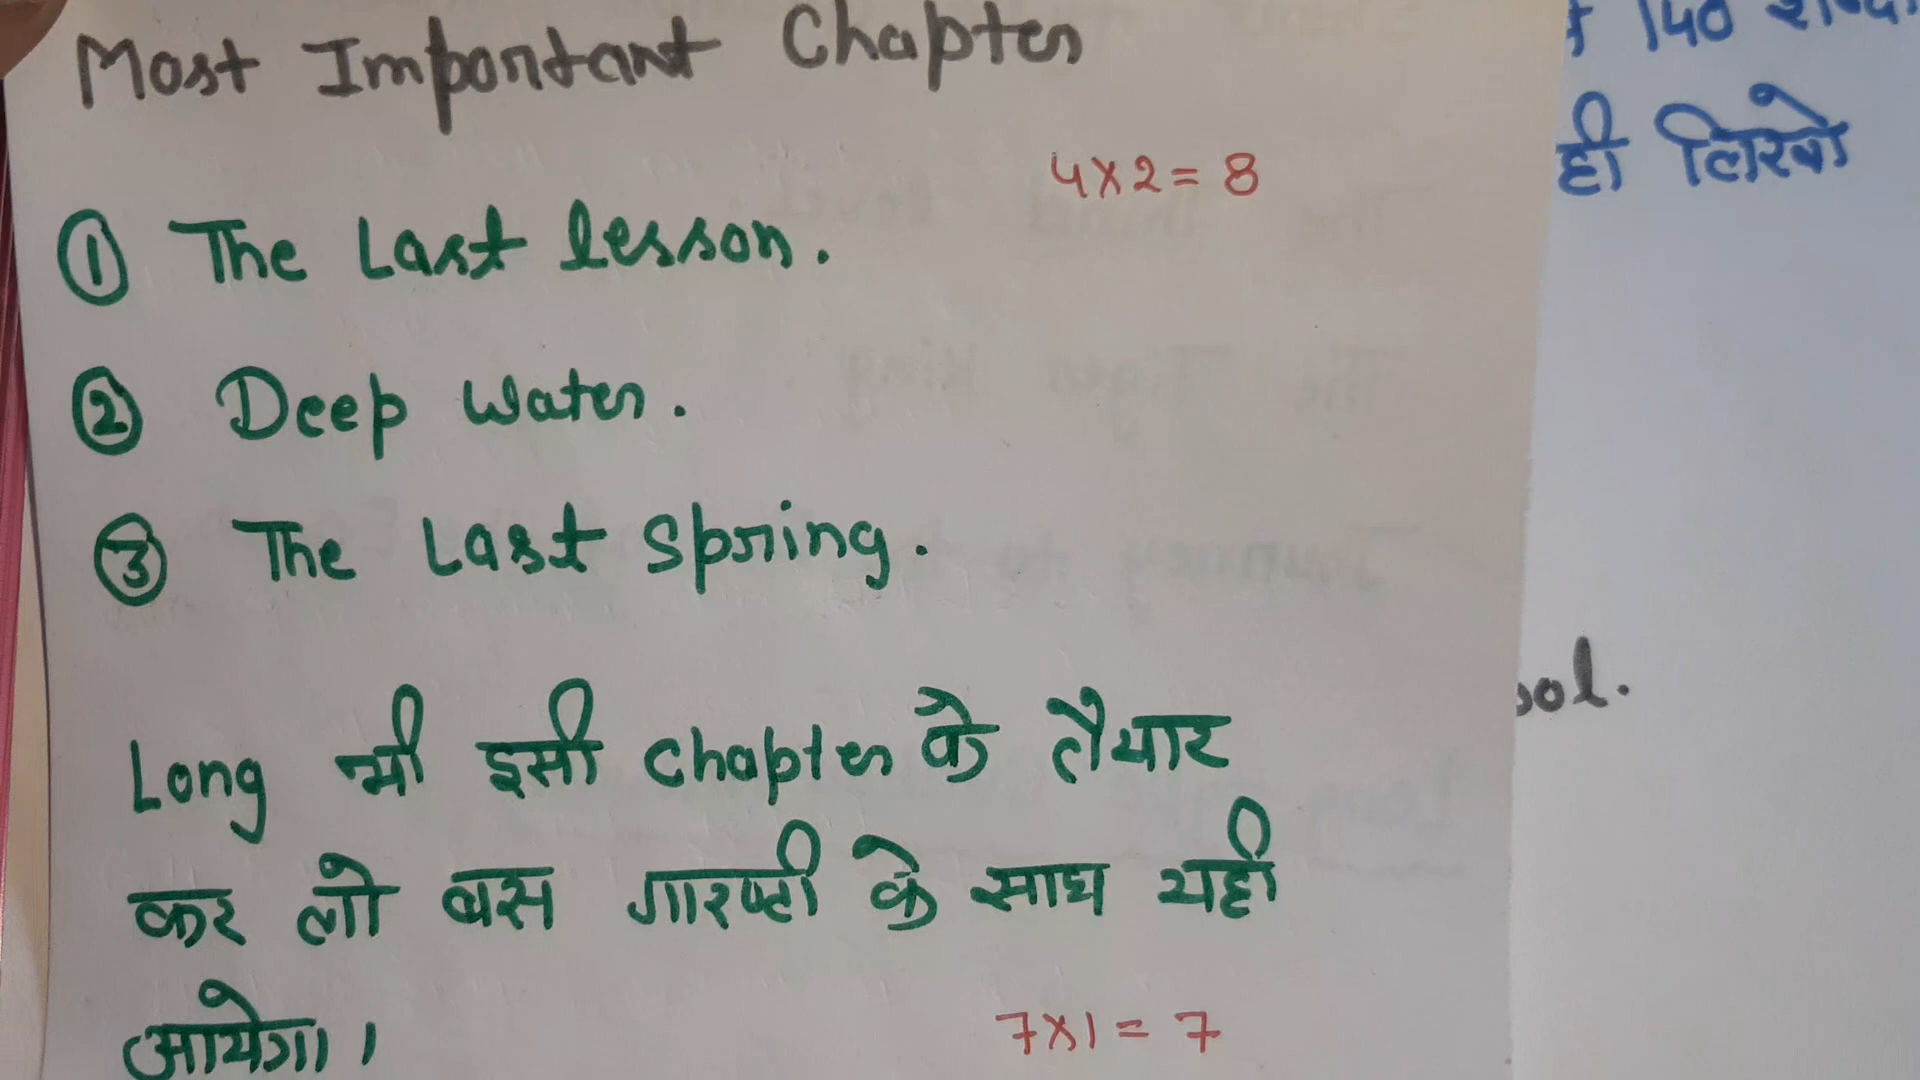 Most Important Chapter
4x2=8
① The Last lesson.
② Deep Water.
③ The Last Spring.
Long भी इसी Chapter के तैयार
कर लो बस गारण्टी के साथ यही
आयेगा।
7x1=7
140
ही लिखो
ool.